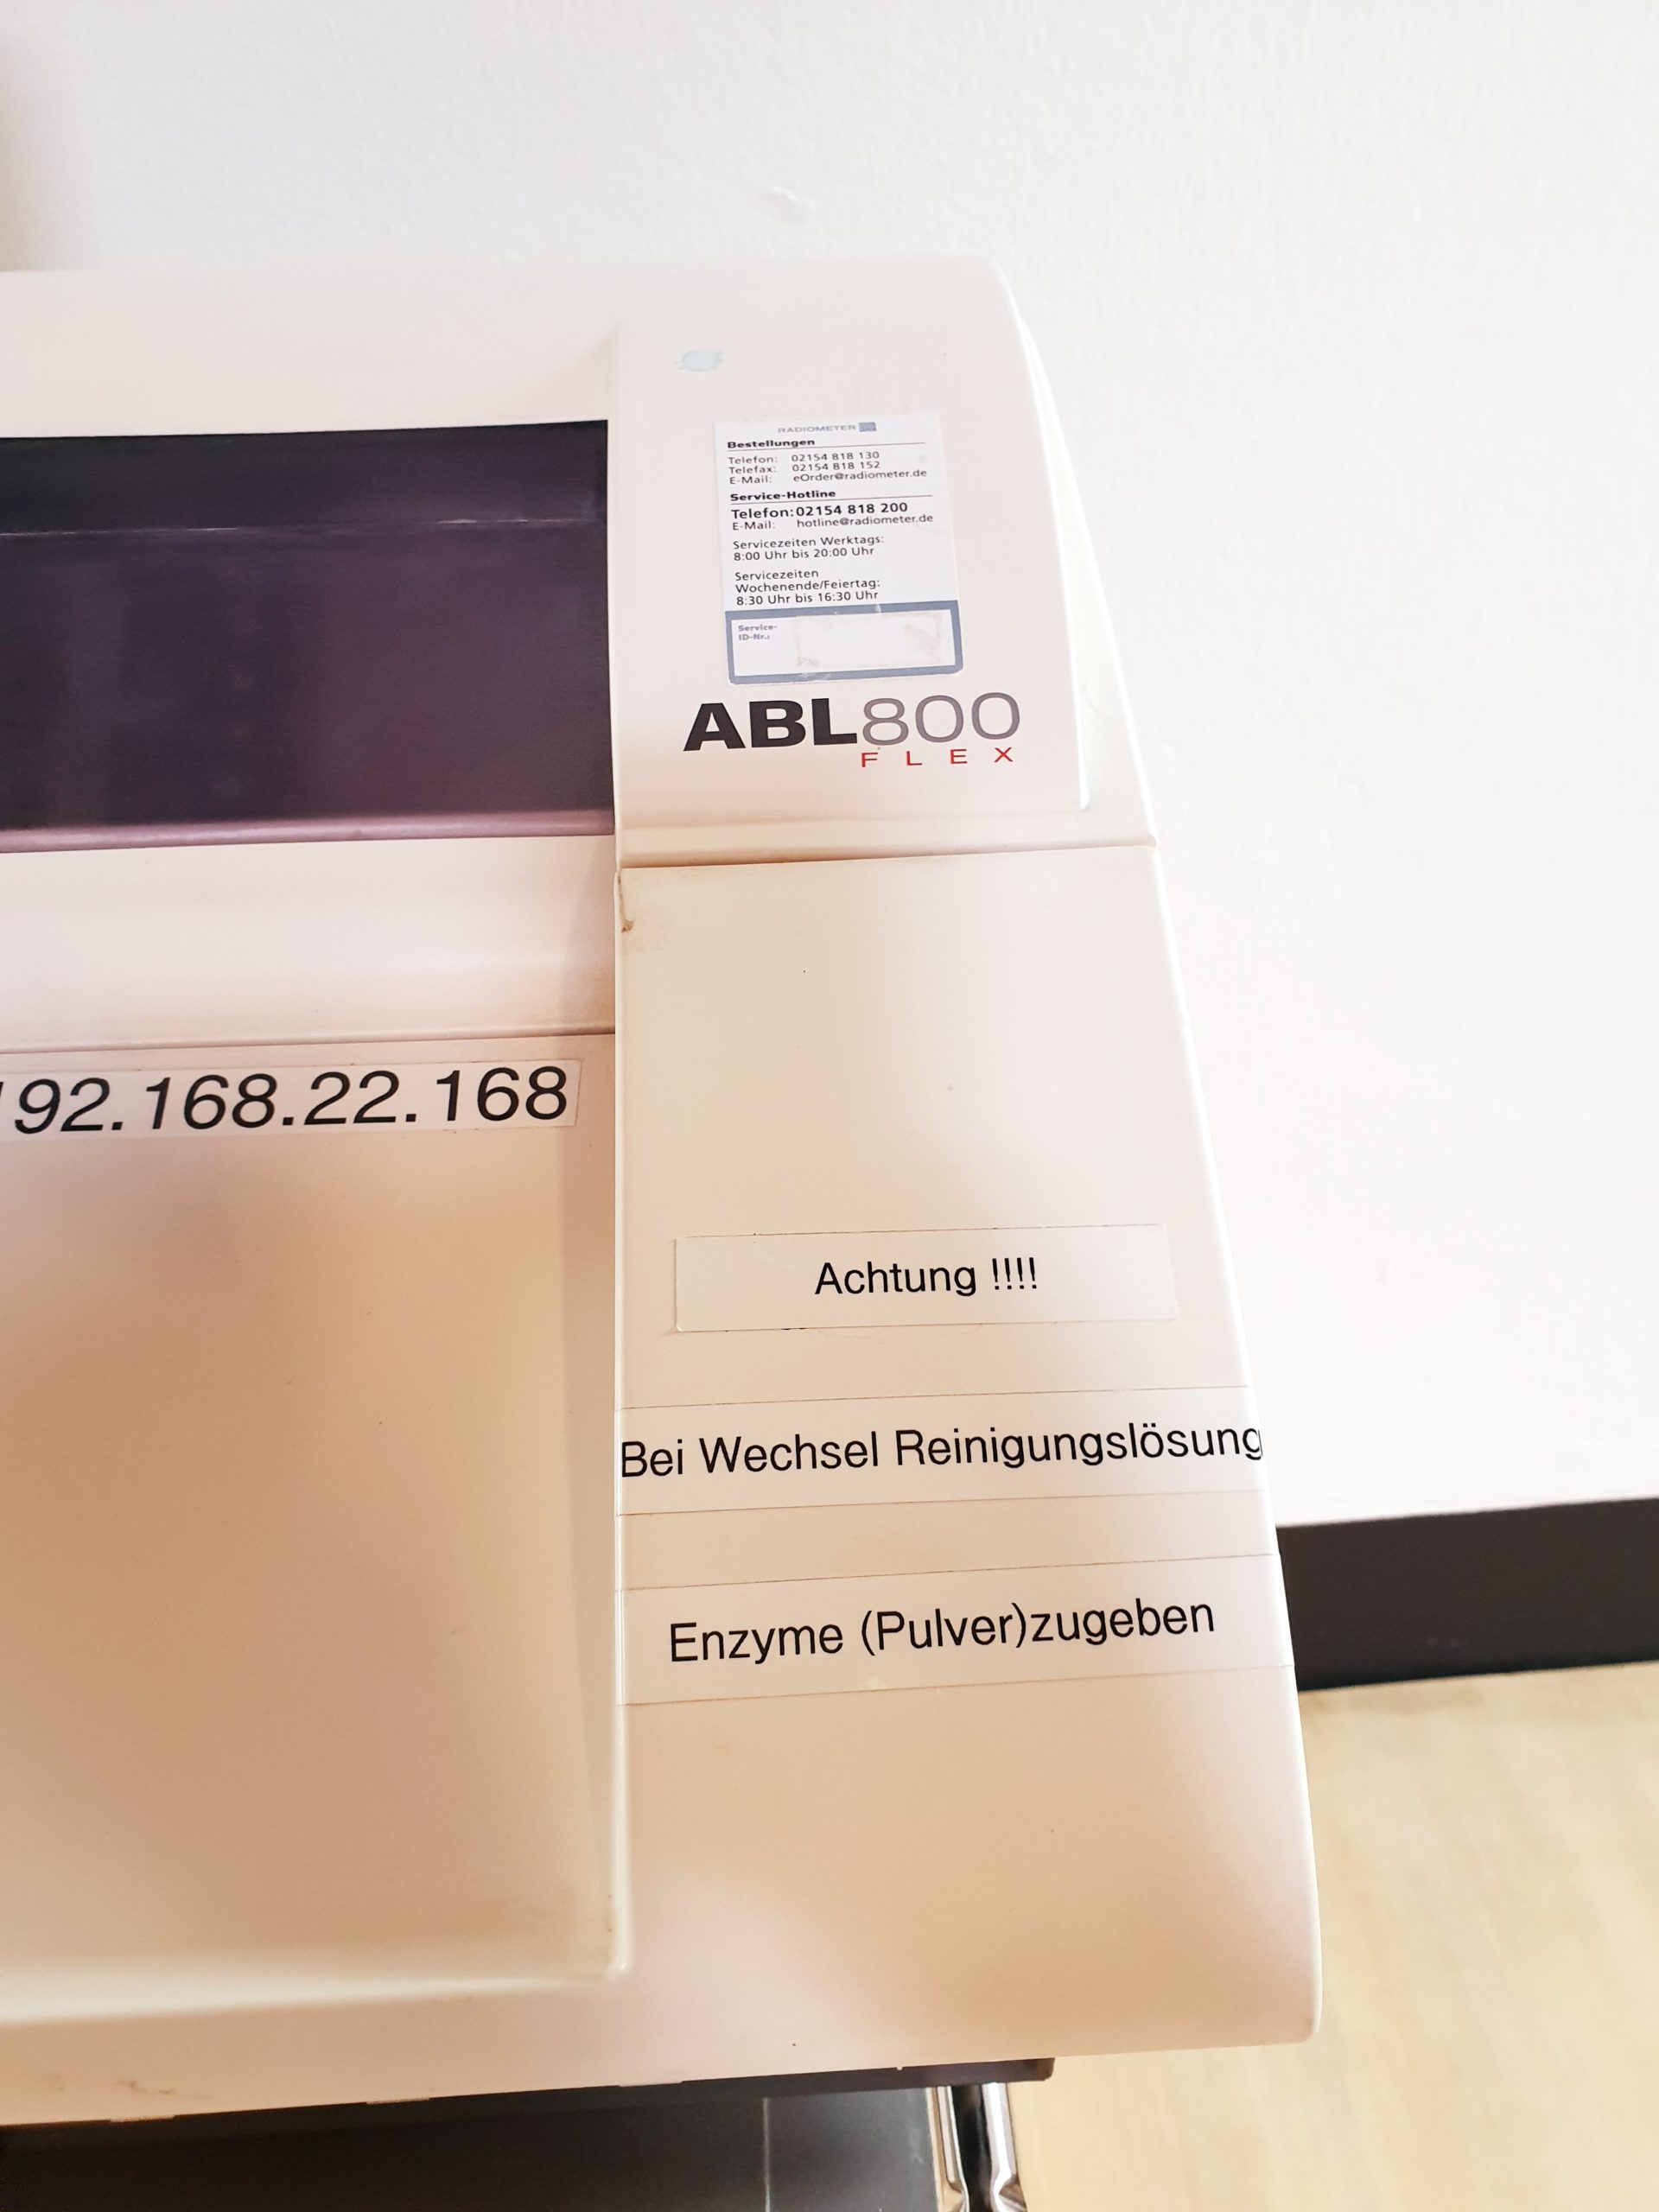 RADIOMETER
Bestellungen
Telefon: 02154 818 130
Telefax: 02154 818 152
E-Mail: eOrder@radiometer.de
Service-Hotline
Telefon: 02154 818 200
E-Mail: hotline@radiometer.de
Servicezeiten Werktags:
8:00 Uhr bis 20:00 Uhr
Servicezeiten
Wochenende/Feiertag:
8:30 Uhr bis 16:30 Uhr
Service-
ID-Nr.:
ABL800
FLEX
92.168.22.168
Achtung !!!!
Bei Wechsel Reinigungslösung
Enzyme (Pulver)zugeben